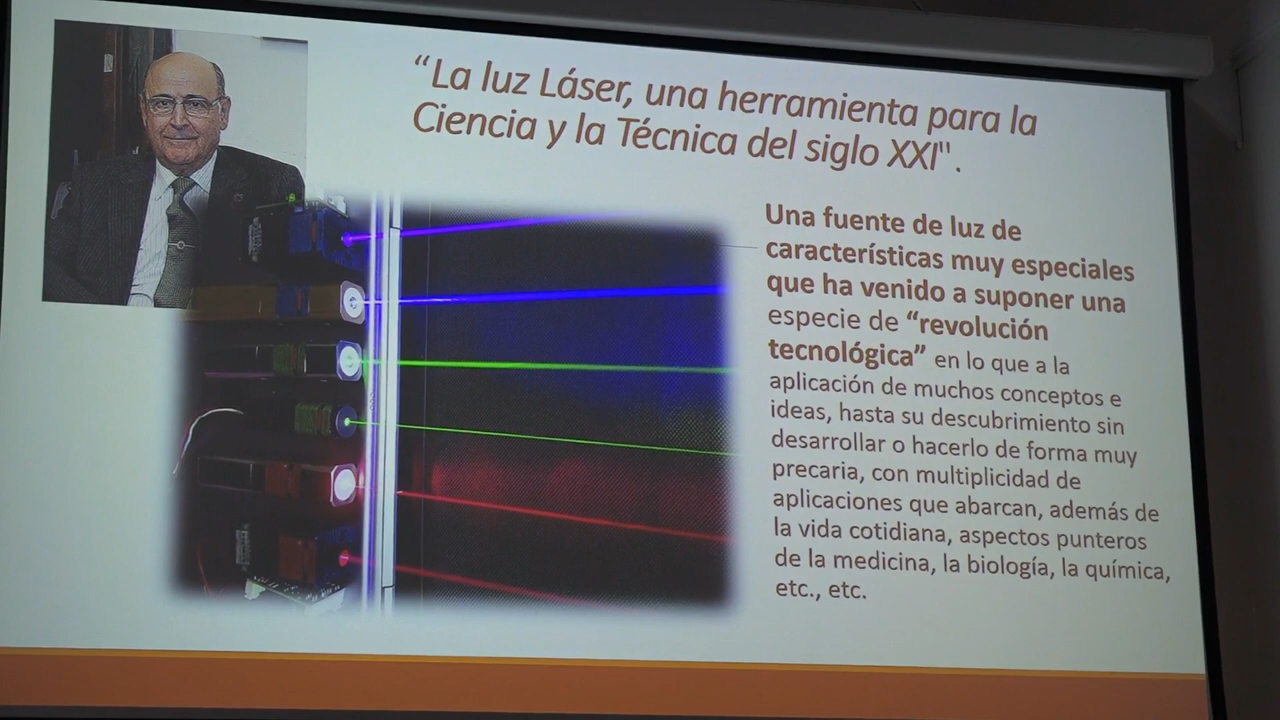 “La luz Láser, una herramienta para la
Ciencia y la Técnica del siglo XXI".
Una fuente de luz de
características muy especiales
que ha venido a suponer una
especie de “revolución
tecnológica” en lo que a la
aplicación de muchos conceptos e
ideas, hasta su descubrimiento sin
desarrollar o hacerlo de forma muy
precaria, con multiplicidad de
aplicaciones que abarcan, además de
la vida cotidiana, aspectos punteros
de la medicina, la biología, la química,
etc., etc.